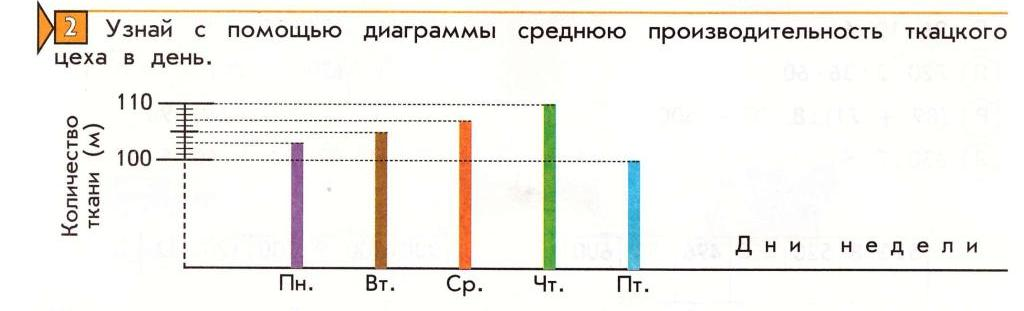 2 Узнай с помощью диаграммы среднюю производительность ткацкого
цеха в день.
Количество
ткани (м)
110
100
Дни недели
Пн. Вт. Ср. Чт. Пт.